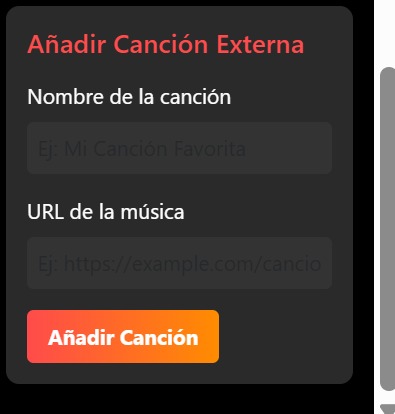 Añadir Canción Externa
Nombre de la canción
Ej: Mi Canción Favorita
URL de la música
Ej: https://example.com/cancio
Añadir Canción